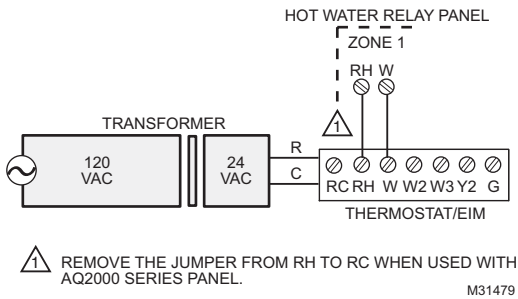 HOT WATER RELAY PANEL
ZONE 1
RH W
1
TRANSFORMER
120 VAC
24 VAC
R
C
RC RH W W2 W3 Y2 G
THERMOSTAT/EIM
1 REMOVE THE JUMPER FROM RH TO RC WHEN USED WITH
AQ2000 SERIES PANEL.
M31479